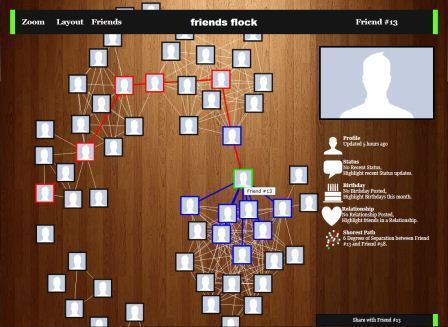 Zoom Layout Friends
friends flock
Friend #13
Profile
Updated 5 hours ago
Status
No Recent Status.
Highlight recent Status updates.
Birthday
No Birthday Posted.
Highlight Birthdays this month.
Relationship
No Relationship Posted,
Highlight friends in a Relationship.
Shorest Path
6 Degrees of Separation between Friend
#13 and Friend #58.
Friend #13
Share with Friend #13